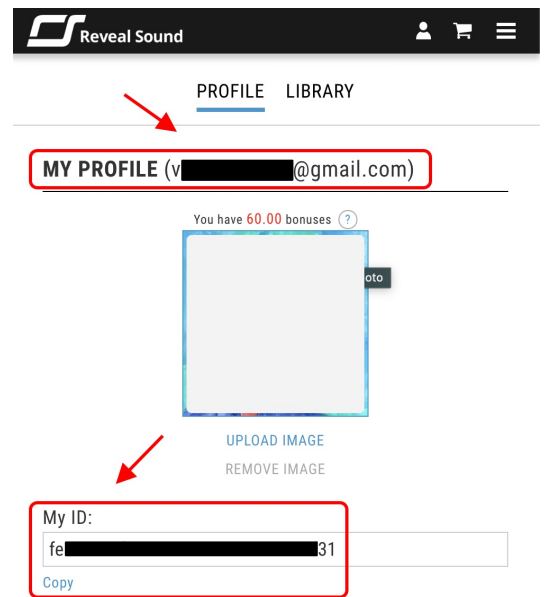 Reveal Sound
PROFILE LIBRARY
MY PROFILE (v @gmail.com)
You have 60.00 bonuses ?
oto
UPLOAD IMAGE
REMOVE IMAGE
My ID:
fe 31
Copy